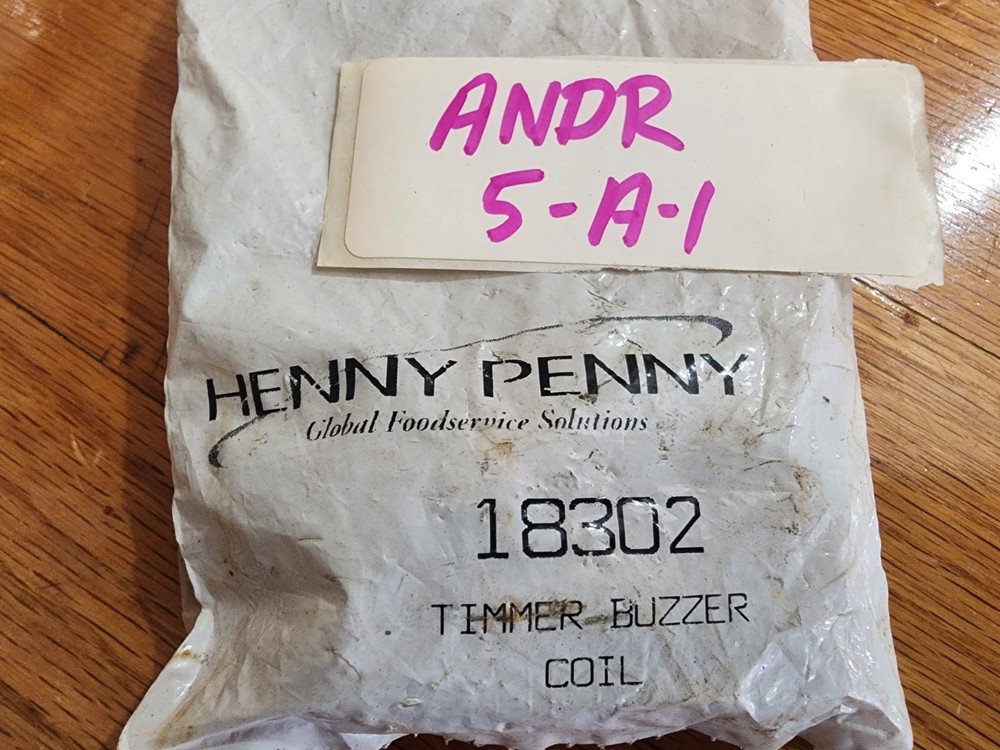 ANDR
5-A-1
HENNY PENNY
Global Foodservice Solutions
18302
TIMMER BUZZER
COIL